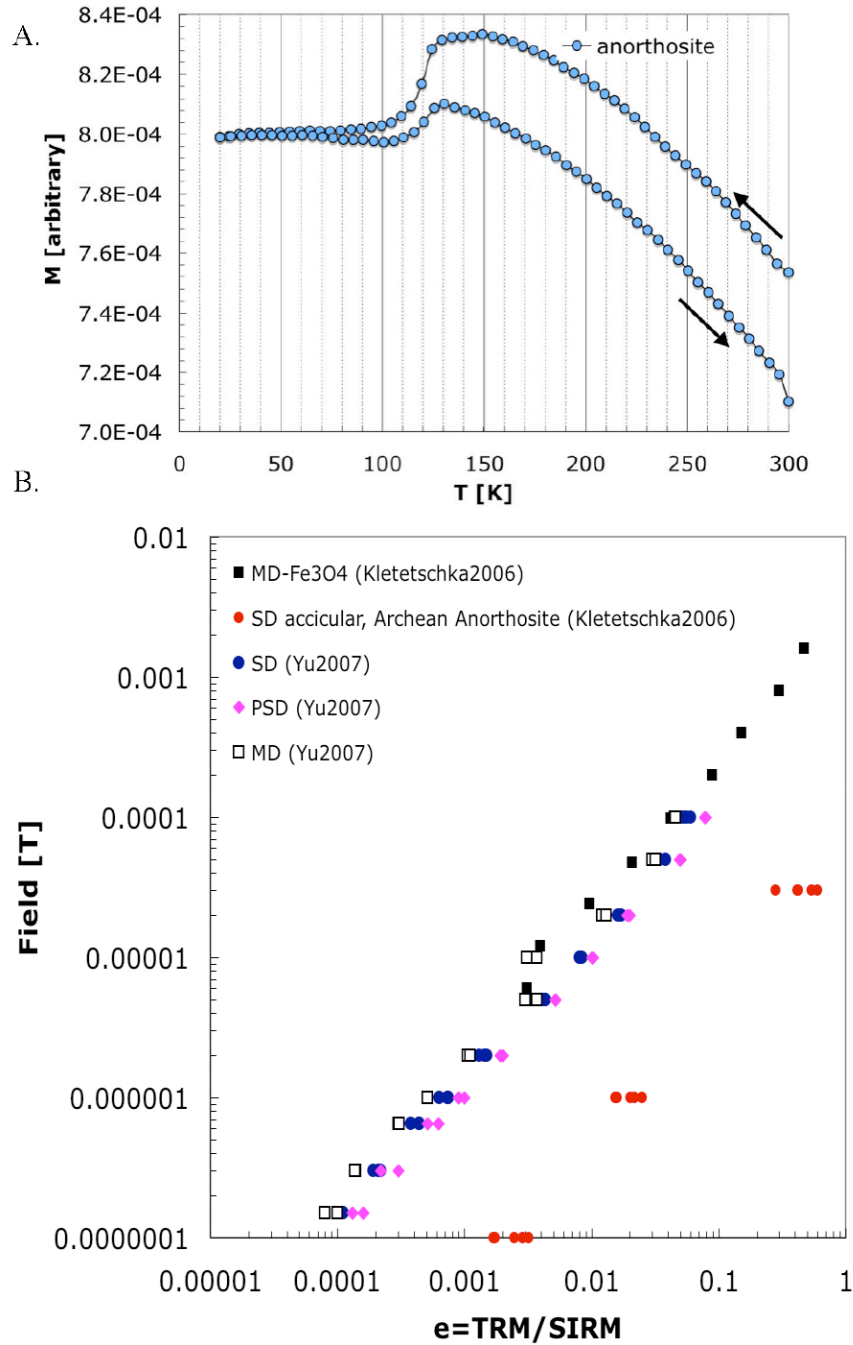 A.
8.4E-04
8.2E-04
8.0E-04
7.8E-04
7.6E-04
7.4E-04
7.2E-04
7.0E-04
M [arbitrary]
anorthosite
0 50 100 150 200 250 300
T [K]
B.
0.01
0.001
0.0001
0.00001
0.000001
0.0000001
Field [T]
MD-Fe3O4 (Kletetschka2006)
SD accicular, Archean Anorthosite (Kletetschka2006)
SD (Yu2007)
PSD (Yu2007)
MD (Yu2007)
0.00001 0.0001 0.001 0.01 0.1 1
e=TRM/SIRM